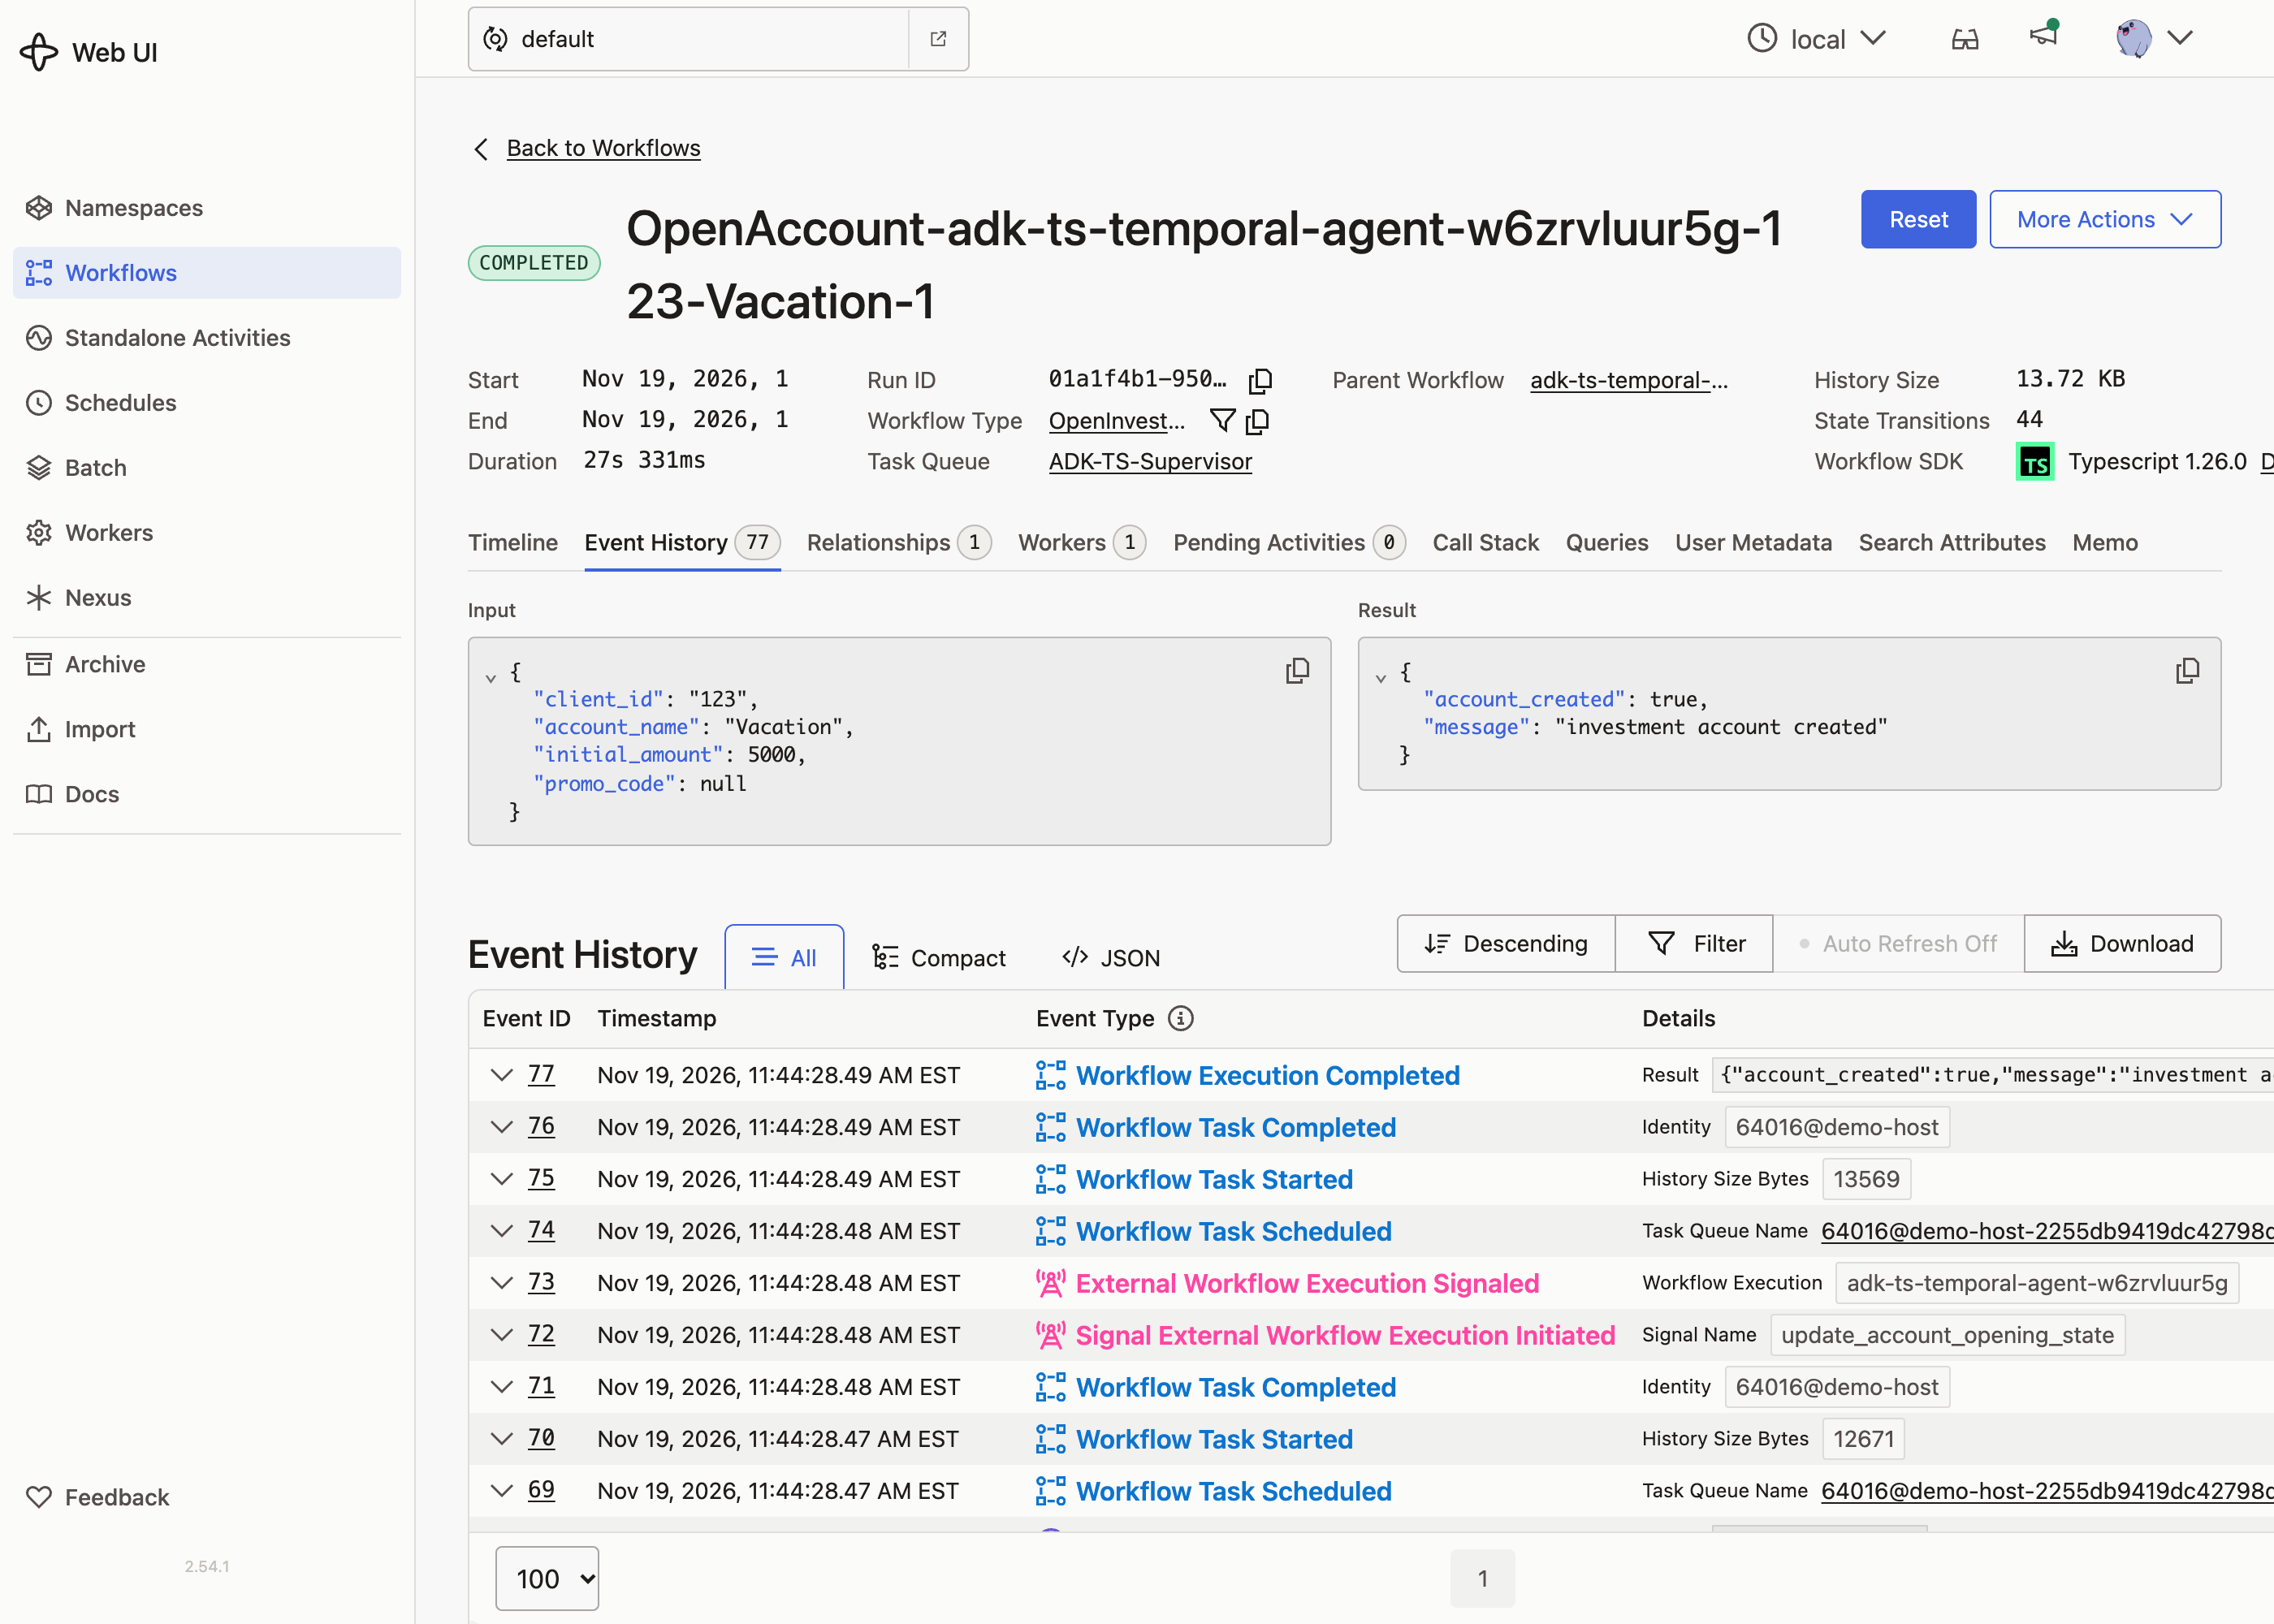 Web UI
default
local
Namespaces
Workflows
Standalone Activities
Schedules
Batch
Workers
Nexus
Archive
Import
Docs
Feedback
2.54.1
Back to Workflows
COMPLETED
OpenAccount-adk-ts-temporal-agent-w6zrvluur5g-1
23-Vacation-1
Reset
More Actions
Start Nov 19, 2026, 1
End Nov 19, 2026, 1
Duration 27s 331ms
Run ID 01a1f4b1-950…
Workflow Type OpenInvest…
Task Queue ADK-TS-Supervisor
Parent Workflow adk-ts-temporal-…
History Size 13.72 KB
State Transitions 44
Workflow SDK TS Typescript 1.26.0
Timeline Event History 77 Relationships 1 Workers 1 Pending Activities 0 Call Stack Queries User Metadata Search Attributes Memo
Input
{
"client_id": "123",
"account_name": "Vacation",
"initial_amount": 5000,
"promo_code": null
}
Result
{
"account_created": true,
"message": "investment account created"
}
Event History
All
Compact
</> JSON
Descending
Filter
Auto Refresh Off
Download
Event ID Timestamp Event Type Details
77 Nov 19, 2026, 11:44:28.49 AM EST Workflow Execution Completed Result {"account_created":true,"message":"investment a
76 Nov 19, 2026, 11:44:28.49 AM EST Workflow Task Completed Identity 64016@demo-host
75 Nov 19, 2026, 11:44:28.49 AM EST Workflow Task Started History Size Bytes 13569
74 Nov 19, 2026, 11:44:28.48 AM EST Workflow Task Scheduled Task Queue Name 64016@demo-host-2255db9419dc42798
73 Nov 19, 2026, 11:44:28.48 AM EST External Workflow Execution Signaled Workflow Execution adk-ts-temporal-agent-w6zrvluur5g
72 Nov 19, 2026, 11:44:28.48 AM EST Signal External Workflow Execution Initiated Signal Name update_account_opening_state
71 Nov 19, 2026, 11:44:28.48 AM EST Workflow Task Completed Identity 64016@demo-host
70 Nov 19, 2026, 11:44:28.47 AM EST Workflow Task Started History Size Bytes 12671
69 Nov 19, 2026, 11:44:28.47 AM EST Workflow Task Scheduled Task Queue Name 64016@demo-host-2255db9419dc42798
100
1